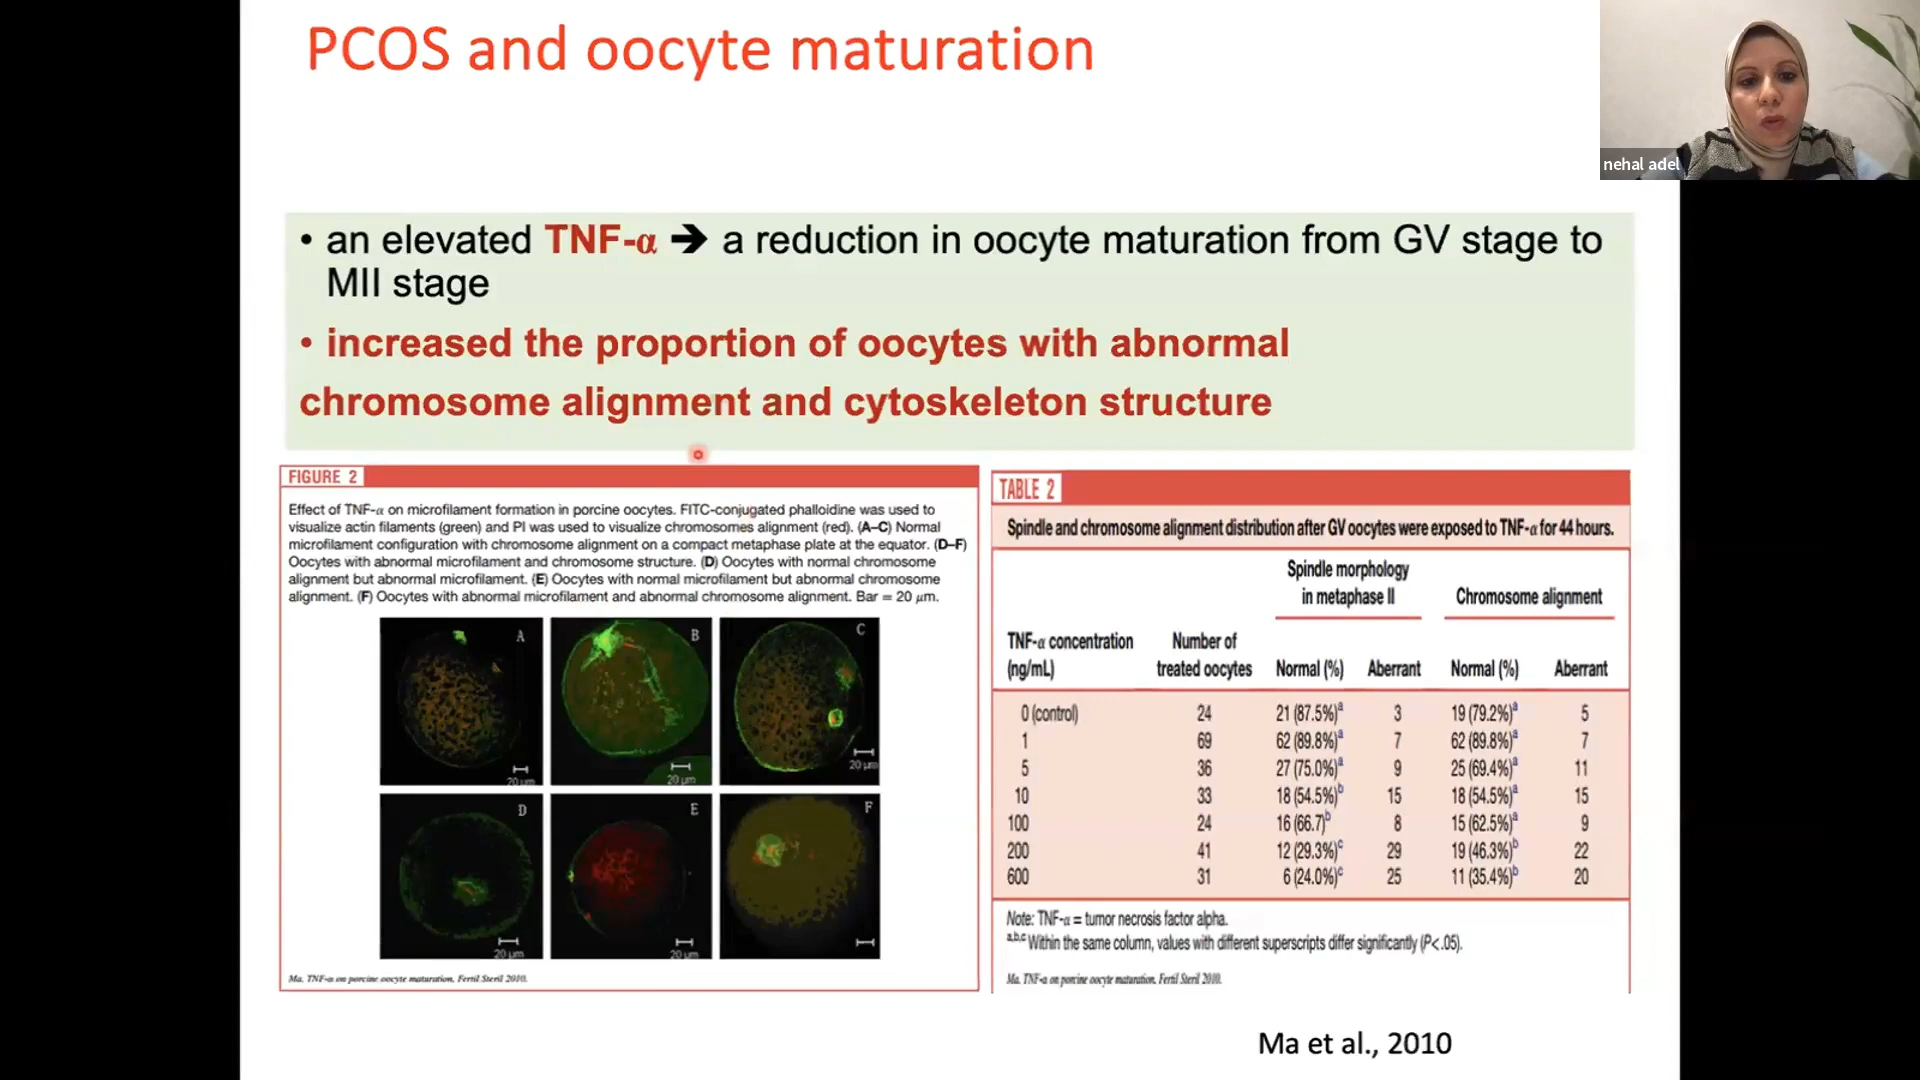 PCOS and oocyte maturation
nehal adel
• an elevated TNF-α ➔ a reduction in oocyte maturation from GV stage to
MII stage
• increased the proportion of oocytes with abnormal
chromosome alignment and cytoskeleton structure
FIGURE 2
Effect of TNF-α on microfilament formation in porcine oocytes. FITC-conjugated phalloidine was used to
visualize actin filaments (green) and PI was used to visualize chromosomes alignment (red). (A–C) Normal
microfilament configuration with chromosome alignment on a compact metaphase plate at the equator. (D–F)
Oocytes with abnormal microfilament and chromosome structure. (D) Oocytes with normal chromosome
alignment but abnormal microfilament. (E) Oocytes with normal microfilament but abnormal chromosome
alignment. (F) Oocytes with abnormal microfilament and abnormal chromosome alignment. Bar = 20 μm.
A B C
20 μm 20 μm 20 μm
D E F
20 μm 20 μm
Ma. TNF-α on porcine oocyte maturation. Fertil Steril 2010.
TABLE 2
Spindle and chromosome alignment distribution after GV oocytes were exposed to TNF-α for 44 hours.
Spindle morphology
in metaphase II Chromosome alignment
TNF-α concentration Number of
(ng/mL) treated oocytes Normal (%) Aberrant Normal (%) Aberrant
0 (control) 24 21 (87.5%)a 3 19 (79.2%)a 5
1 69 62 (89.8%)a 7 62 (89.8%)a 7
5 36 27 (75.0%)a 9 25 (69.4%)a 11
10 33 18 (54.5%)b 15 18 (54.5%)a 15
100 24 16 (66.7)b 8 15 (62.5%)a 9
200 41 12 (29.3%)c 29 19 (46.3%)b 22
600 31 6 (24.0%)c 25 11 (35.4%)b 20
Note: TNF-α = tumor necrosis factor alpha.
a,b,c Within the same column, values with different superscripts differ significantly (P<.05).
Ma. TNF-α on porcine oocyte maturation. Fertil Steril 2010.
Ma et al., 2010